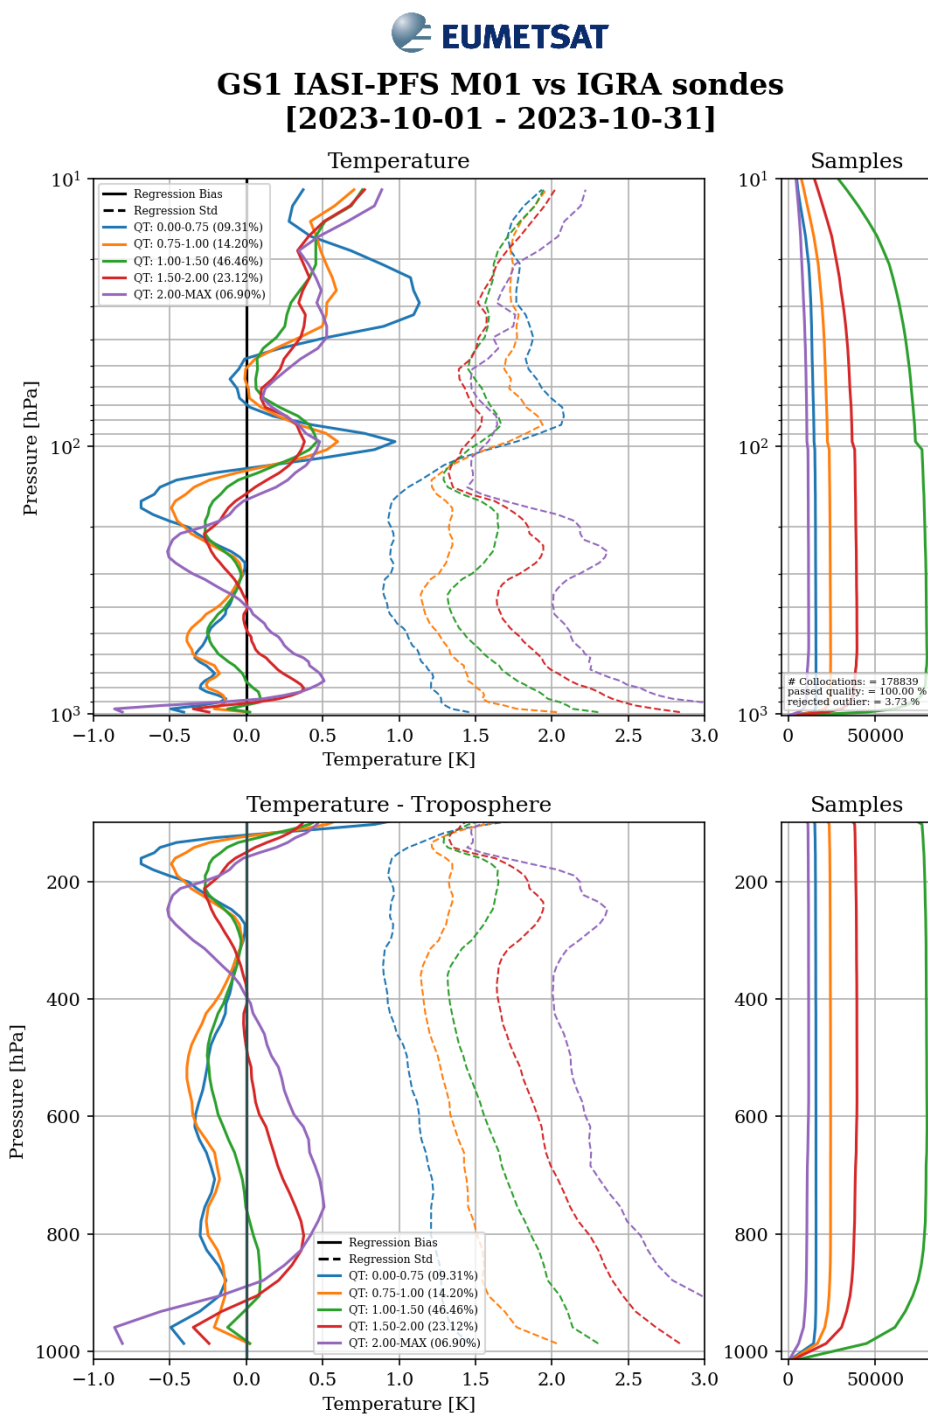 EUMETSAT
GS1 IASI-PFS M01 vs IGRA sondes
[2023-10-01 - 2023-10-31]
Temperature
Samples
10¹
10²
10³
Pressure [hPa]
Regression Bias
Regression Std
QT: 0.00-0.75 (09.31%)
QT: 0.75-1.00 (14.20%)
QT: 1.00-1.50 (46.46%)
QT: 1.50-2.00 (23.12%)
QT: 2.00-MAX (06.90%)
−1.0 −0.5 0.0 0.5 1.0 1.5 2.0 2.5 3.0
Temperature [K]
10¹
10²
10³
# Collocations: = 178839
passed quality: = 100.00 %
rejected outlier: = 3.73 %
0 50000
Temperature - Troposphere
Samples
200
400
600
800
1000
Pressure [hPa]
Regression Bias
Regression Std
QT: 0.00-0.75 (09.31%)
QT: 0.75-1.00 (14.20%)
QT: 1.00-1.50 (46.46%)
QT: 1.50-2.00 (23.12%)
QT: 2.00-MAX (06.90%)
−1.0 −0.5 0.0 0.5 1.0 1.5 2.0 2.5 3.0
Temperature [K]
200
400
600
800
1000
0 50000